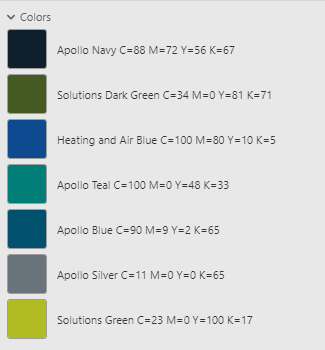 Colors
Apollo Navy C=88 M=72 Y=56 K=67
Solutions Dark Green C=34 M=0 Y=81 K=71
Heating and Air Blue C=100 M=80 Y=10 K=5
Apollo Teal C=100 M=0 Y=48 K=33
Apollo Blue C=90 M=9 Y=2 K=65
Apollo Silver C=11 M=0 Y=0 K=65
Solutions Green C=23 M=0 Y=100 K=17